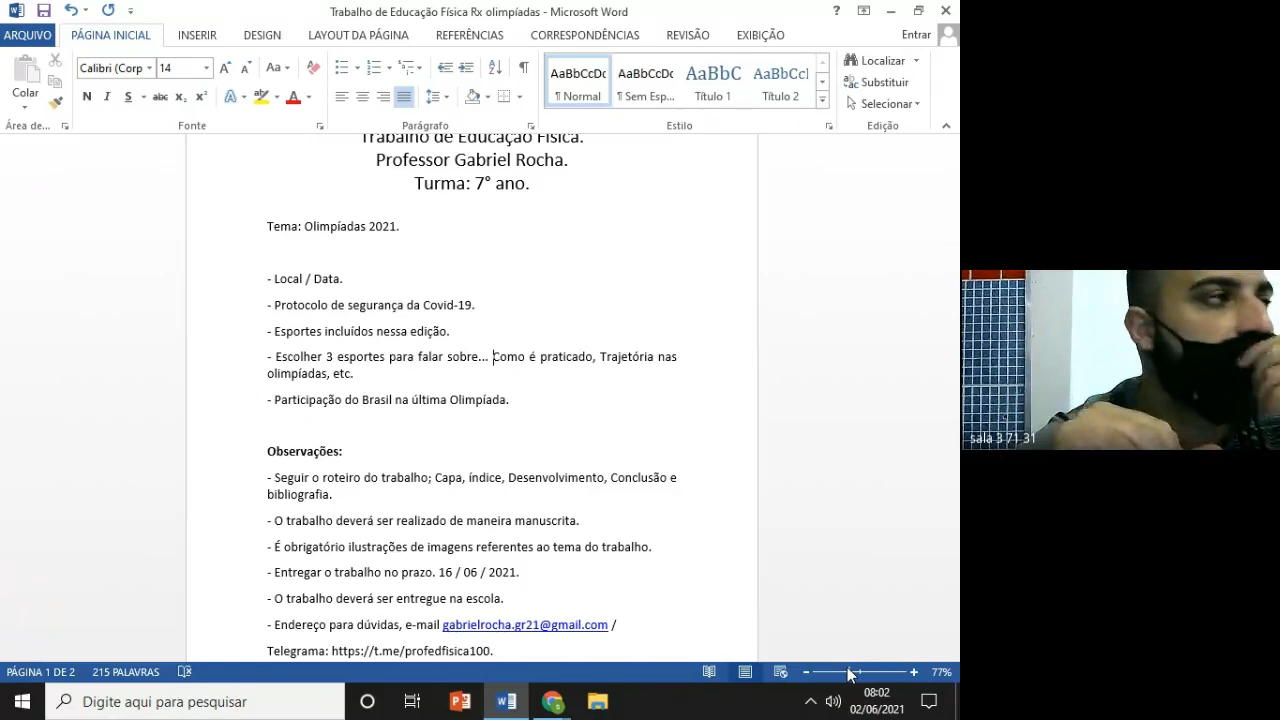 Trabalho de Educação Física Rx olimpíadas - Microsoft Word
ARQUIVO PÁGINA INICIAL INSERIR DESIGN LAYOUT DA PÁGINA REFERÊNCIAS CORRESPONDÊNCIAS REVISÃO EXIBIÇÃO Entrar
Calibri (Corp 14 Aa
Colar
N I S abc x₂ x² A A
AaBbCcDc AaBbCcDc AaBbC AaBbCcI
¶ Normal ¶ Sem Esp... Título 1 Título 2
Localizar
Substituir
Selecionar
Área de... Fonte Parágrafo Estilo Edição
Trabalho de Educação Física.
Professor Gabriel Rocha.
Turma: 7° ano.
Tema: Olimpíadas 2021.
- Local / Data.
- Protocolo de segurança da Covid-19.
- Esportes incluídos nessa edição.
- Escolher 3 esportes para falar sobre... Como é praticado, Trajetória nas
olimpíadas, etc.
- Participação do Brasil na última Olimpíada.
Observações:
- Seguir o roteiro do trabalho; Capa, índice, Desenvolvimento, Conclusão e
bibliografia.
- O trabalho deverá ser realizado de maneira manuscrita.
- É obrigatório ilustrações de imagens referentes ao tema do trabalho.
- Entregar o trabalho no prazo. 16 / 06 / 2021.
- O trabalho deverá ser entregue na escola.
- Endereço para dúvidas, e-mail gabrielrocha.gr21@gmail.com /
Telegrama: https://t.me/profedfisica100.
PÁGINA 1 DE 2 215 PALAVRAS 77%
Digite aqui para pesquisar
08:02
02/06/2021
sala 3 71 31